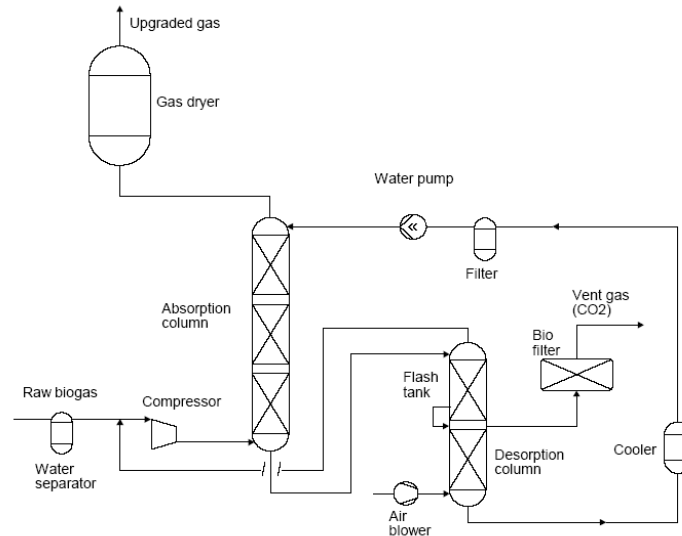 Upgraded gas
Gas dryer
Water pump
Filter
Absorption
column
Vent gas
(CO2)
Bio
filter
Flash
tank
Raw biogas
Compressor
Water
separator
Desorption
column
Cooler
Air
blower